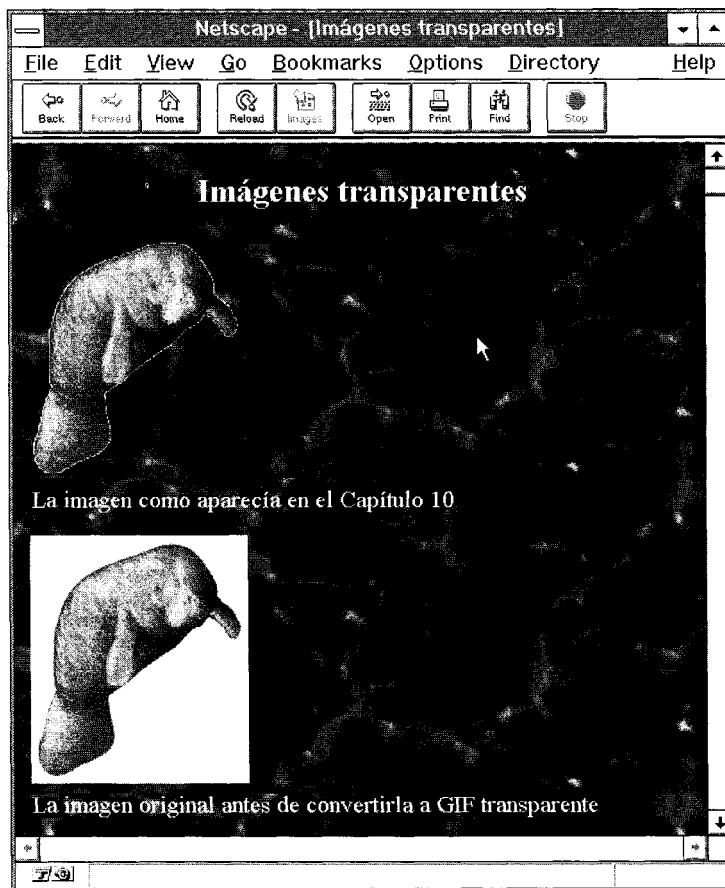 Netscape - [Imágenes transparentes]
File Edit View Go Bookmarks Options Directory Help
Back Forward Home Reload Images Open Print Find Stop
Imágenes transparentes
La imagen como aparecía en el Capítulo 10
La imagen original antes de convertirla a GIF transparente